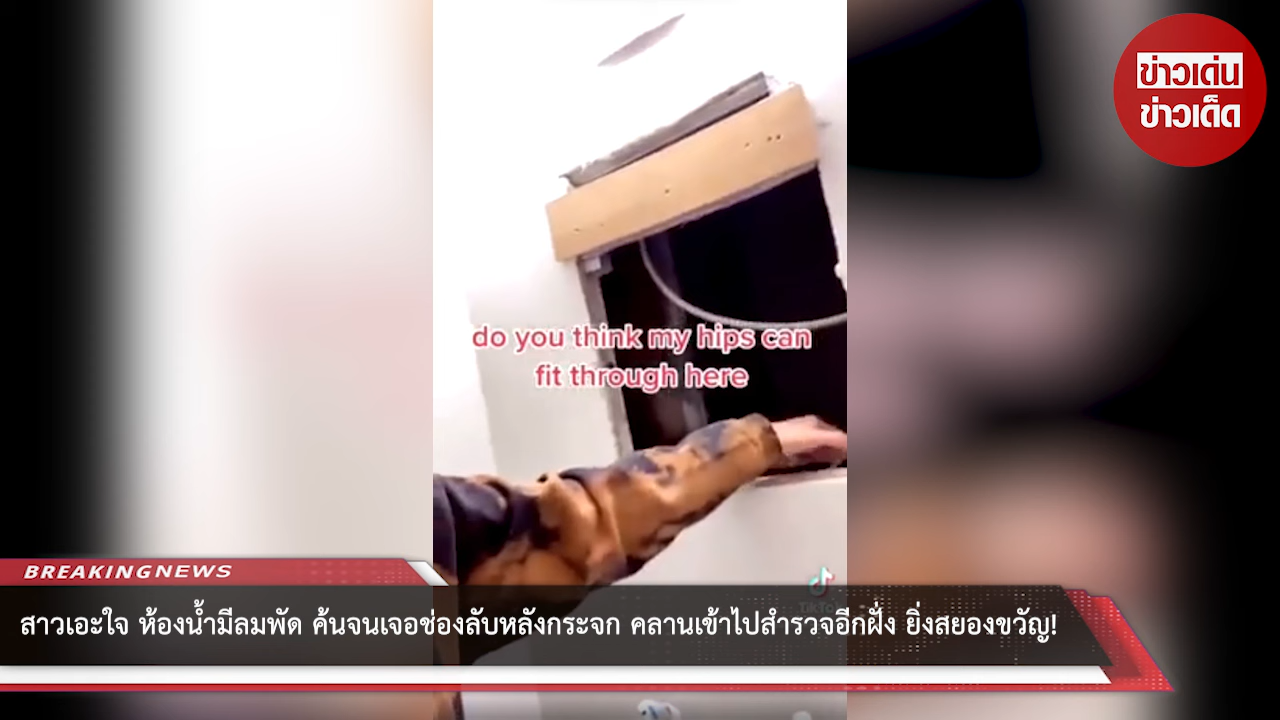 ข่าวเด่น
ข่าวเด็ด
do you think my hips can
fit through here
TikTok
BREAKING NEWS
สาวเอะใจ ห้องน้ำมีลมพัด ค้นจนเจอช่องลับหลังกระจก คลานเข้าไปสำรวจอีกฝั่ง ยิ่งสยองขวัญ!